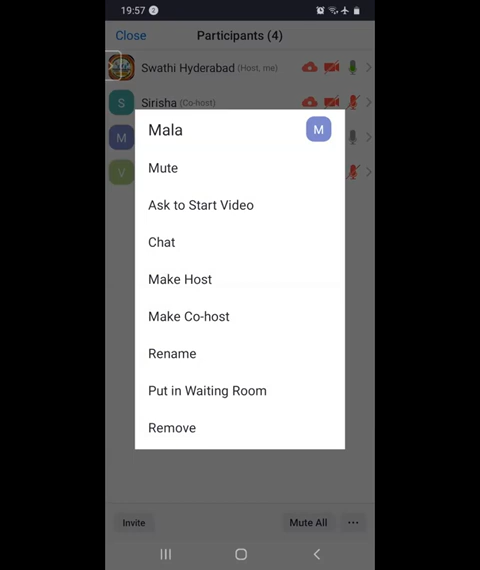 19:57 2
Close Participants (4)
Swathi Hyderabad (Host, me)
S Sirisha (Co-host)
M
V
Mala M
Mute
Ask to Start Video
Chat
Make Host
Make Co-host
Rename
Put in Waiting Room
Remove
Invite Mute All ...